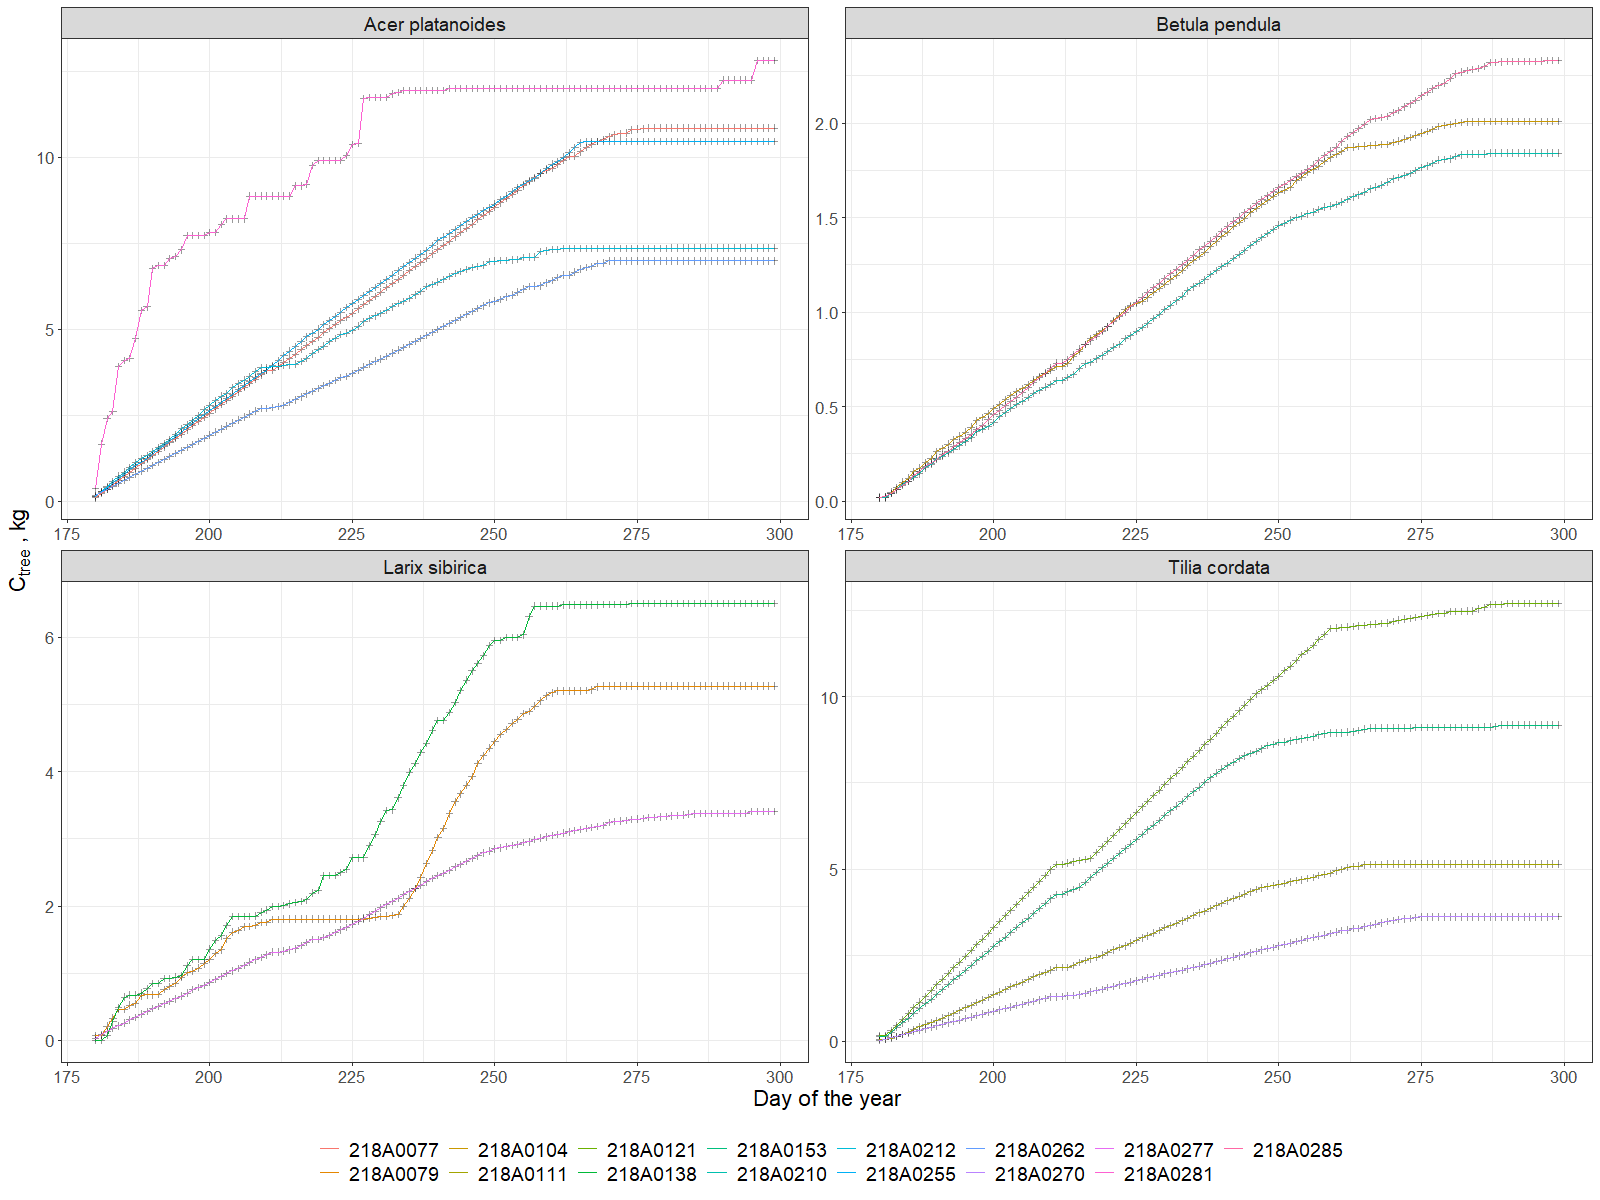 Acer platanoides
Betula pendula
10
5
0
175 200 225 250 275 300
2.0
1.5
1.0
0.5
0.0
175 200 225 250 275 300
Larix sibirica
Tilia cordata
6
4
2
0
175 200 225 250 275 300
10
5
0
175 200 225 250 275 300
Ctree , kg
Day of the year
218A0077 218A0104 218A0121 218A0153 218A0212 218A0262 218A0277 218A0285
218A0079 218A0111 218A0138 218A0210 218A0255 218A0270 218A0281